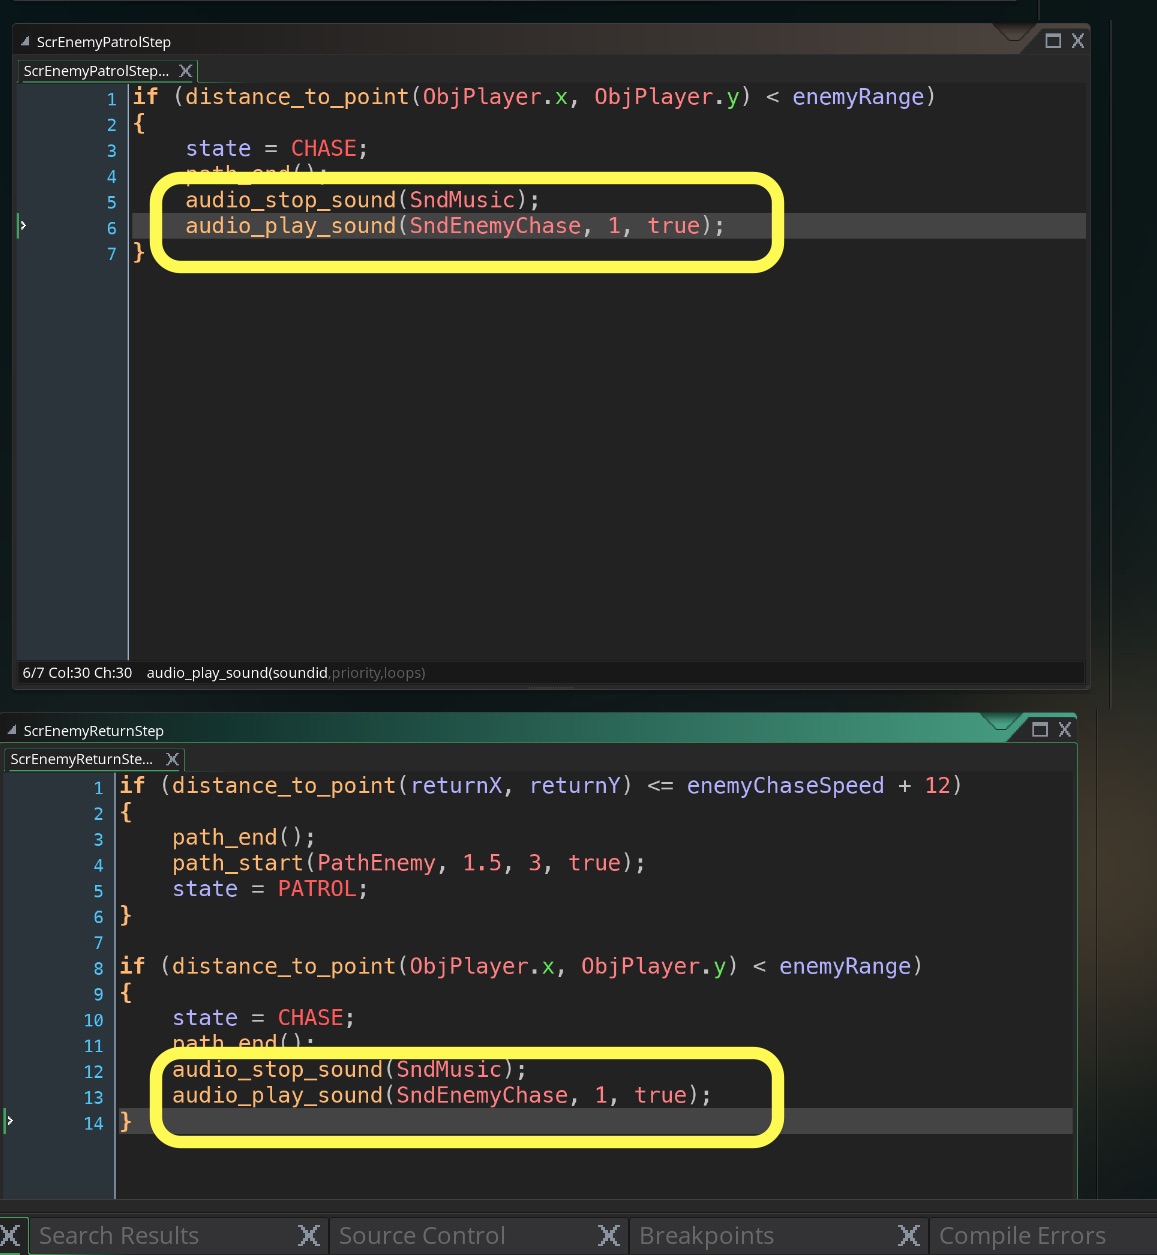 ScrEnemyPatrolStep
ScrEnemyPatrolStep...
1 if (distance_to_point(ObjPlayer.x, ObjPlayer.y) < enemyRange)
2 {
3 state = CHASE;
4 path_end();
5 audio_stop_sound(SndMusic);
6 audio_play_sound(SndEnemyChase, 1, true);
7 }
6/7 Col:30 Ch:30 audio_play_sound(soundid,priority,loops)
ScrEnemyReturnStep
ScrEnemyReturnSte...
1 if (distance_to_point(returnX, returnY) <= enemyChaseSpeed + 12)
2 {
3 path_end();
4 path_start(PathEnemy, 1.5, 3, true);
5 state = PATROL;
6 }
7
8 if (distance_to_point(ObjPlayer.x, ObjPlayer.y) < enemyRange)
9 {
10 state = CHASE;
11 path_end();
12 audio_stop_sound(SndMusic);
13 audio_play_sound(SndEnemyChase, 1, true);
14 }
Search Results Source Control Breakpoints Compile Errors